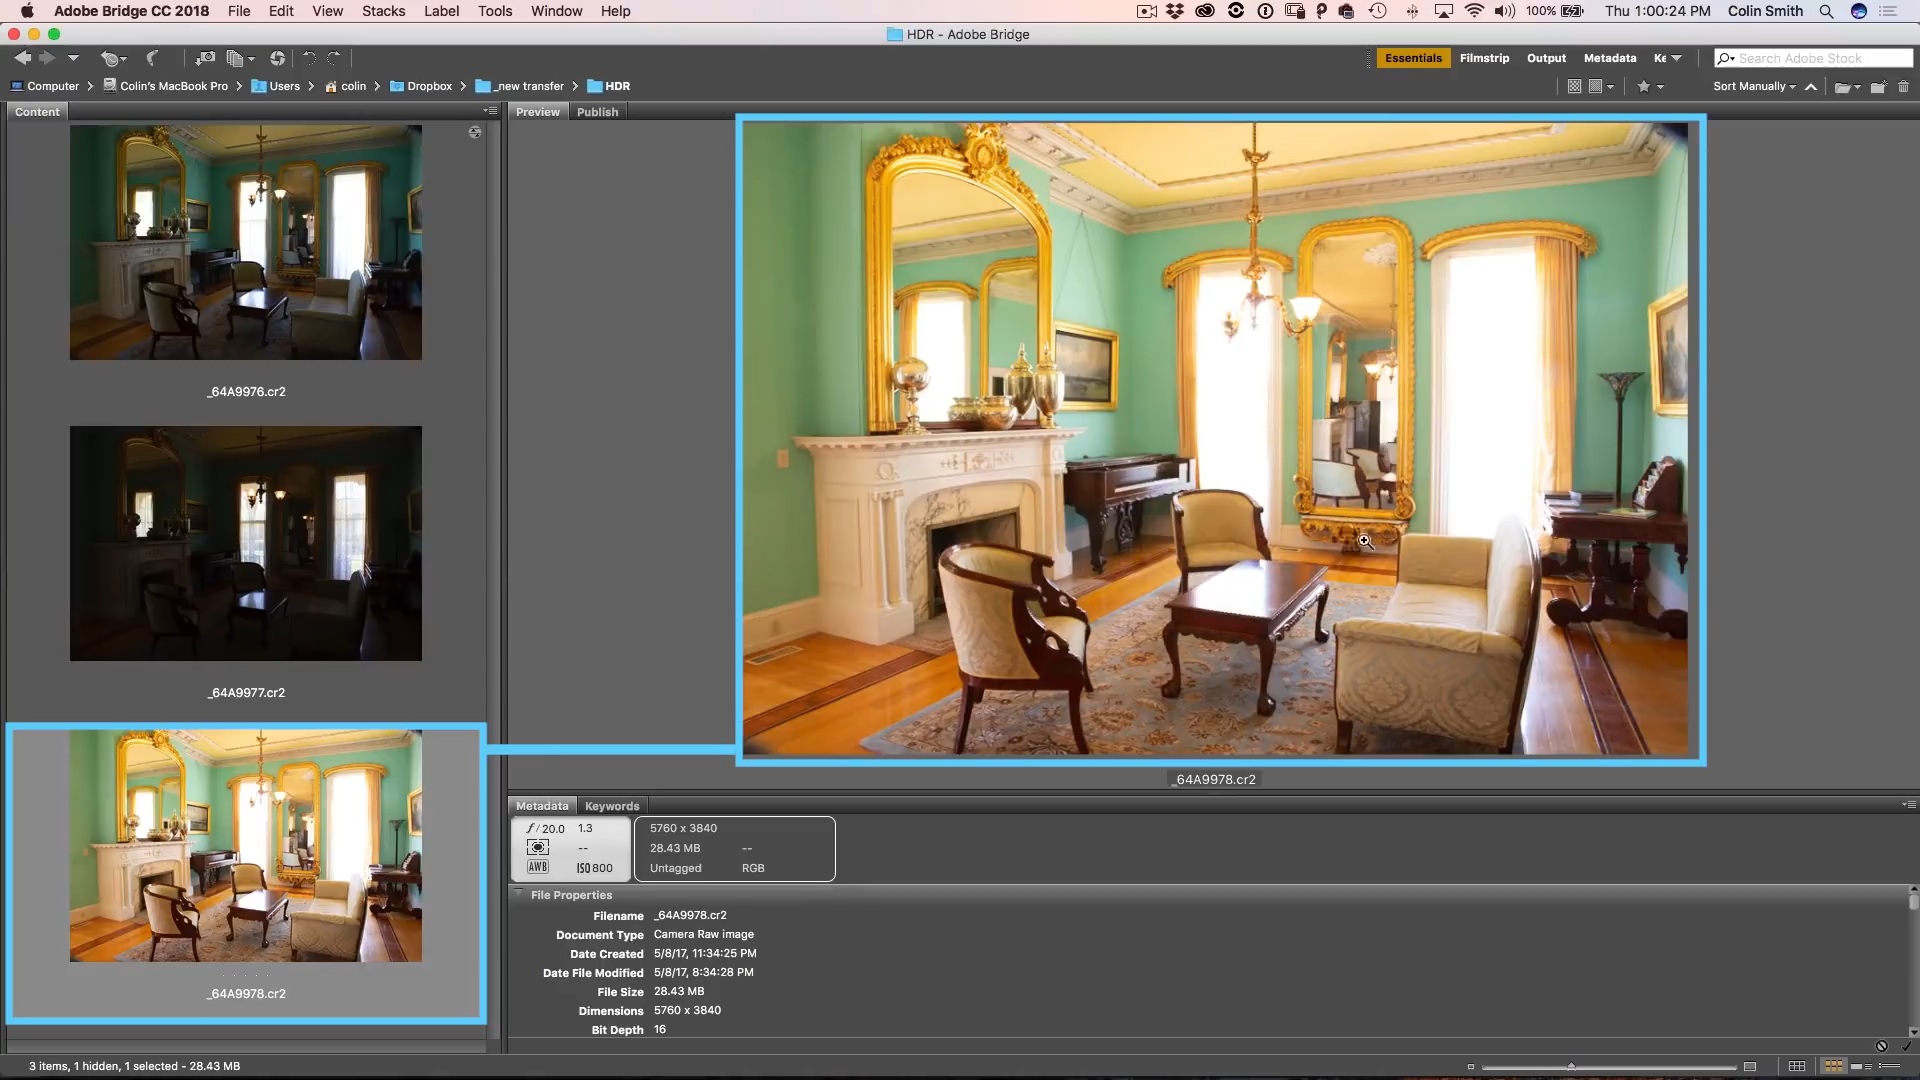 Adobe Bridge CC 2018 File Edit View Stacks Label Tools Window Help 100% Thu 1:00:24 PM Colin Smith
HDR - Adobe Bridge
Essentials Filmstrip Output Metadata Ke Search Adobe Stock
Computer Colin's MacBook Pro Users colin Dropbox _new transfer HDR Sort Manually
Content Preview Publish
_64A9976.cr2
_64A9977.cr2
_64A9978.cr2
_64A9978.cr2
Metadata Keywords
f/20.0 1.3 5760 x 3840
-- 28.43 MB --
AWB ISO800 Untagged RGB
File Properties
Filename _64A9978.cr2
Document Type Camera Raw image
Date Created 5/8/17, 11:34:25 PM
Date File Modified 5/8/17, 8:34:28 PM
File Size 28.43 MB
Dimensions 5760 x 3840
Bit Depth 16
3 items, 1 hidden, 1 selected - 28.43 MB